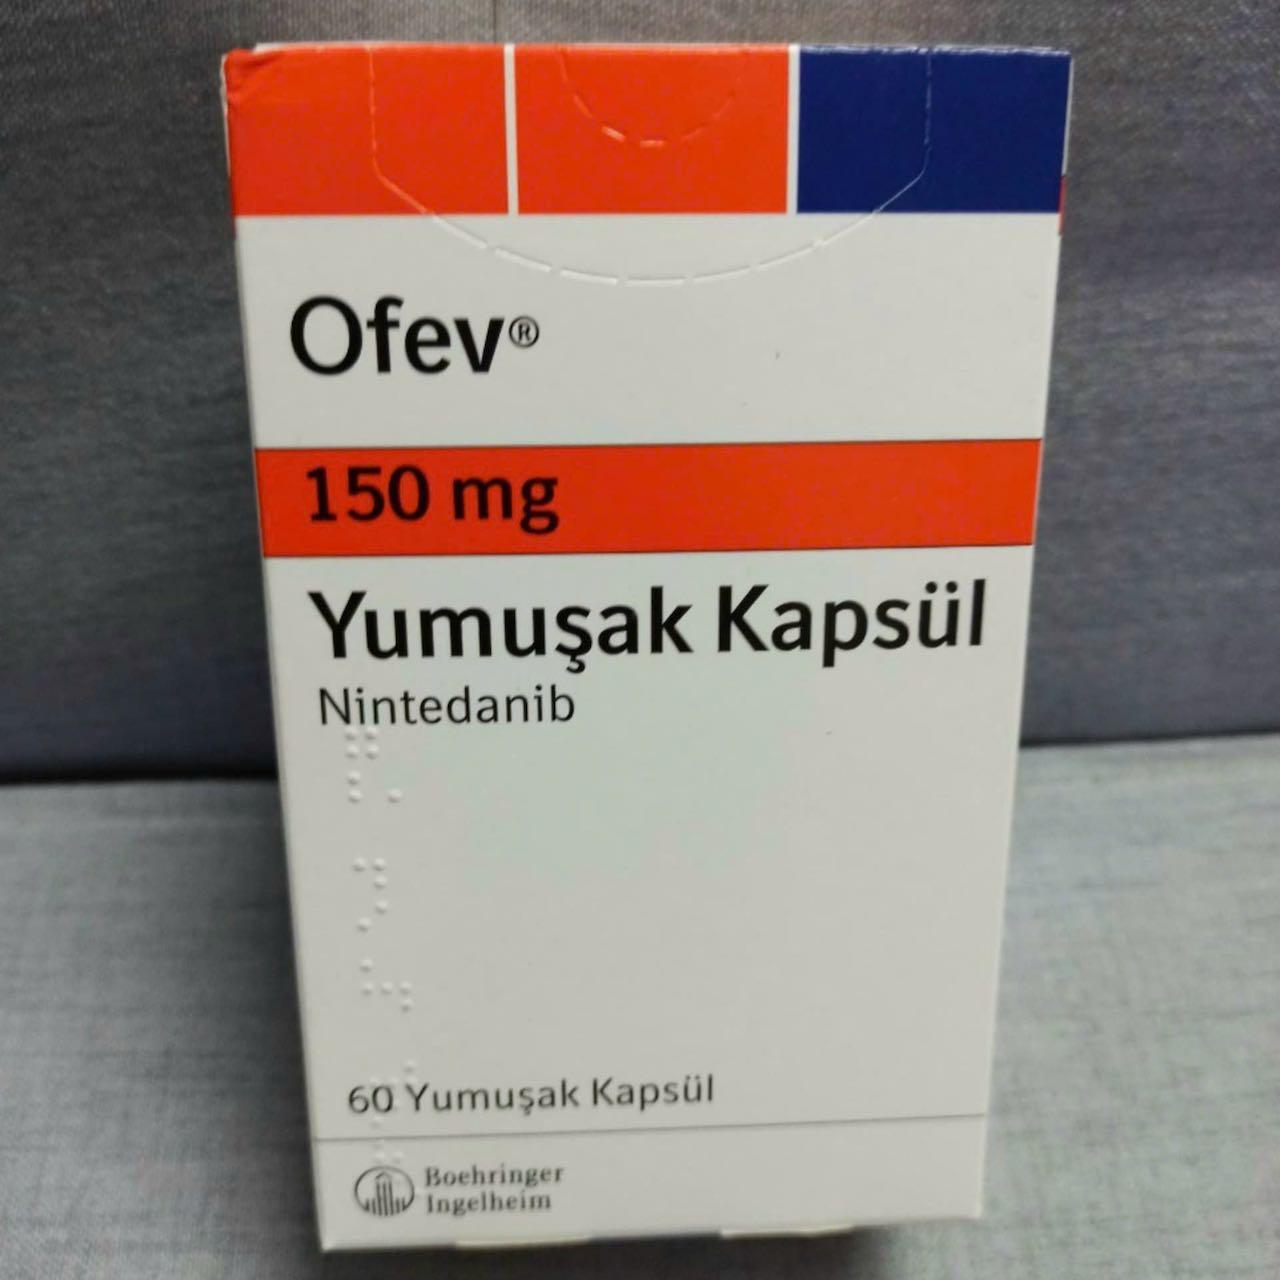 Ofev®
150 mg
Yumuşak Kapsül
Nintedanib
60 Yumuşak Kapsül
Boehringer
Ingelheim